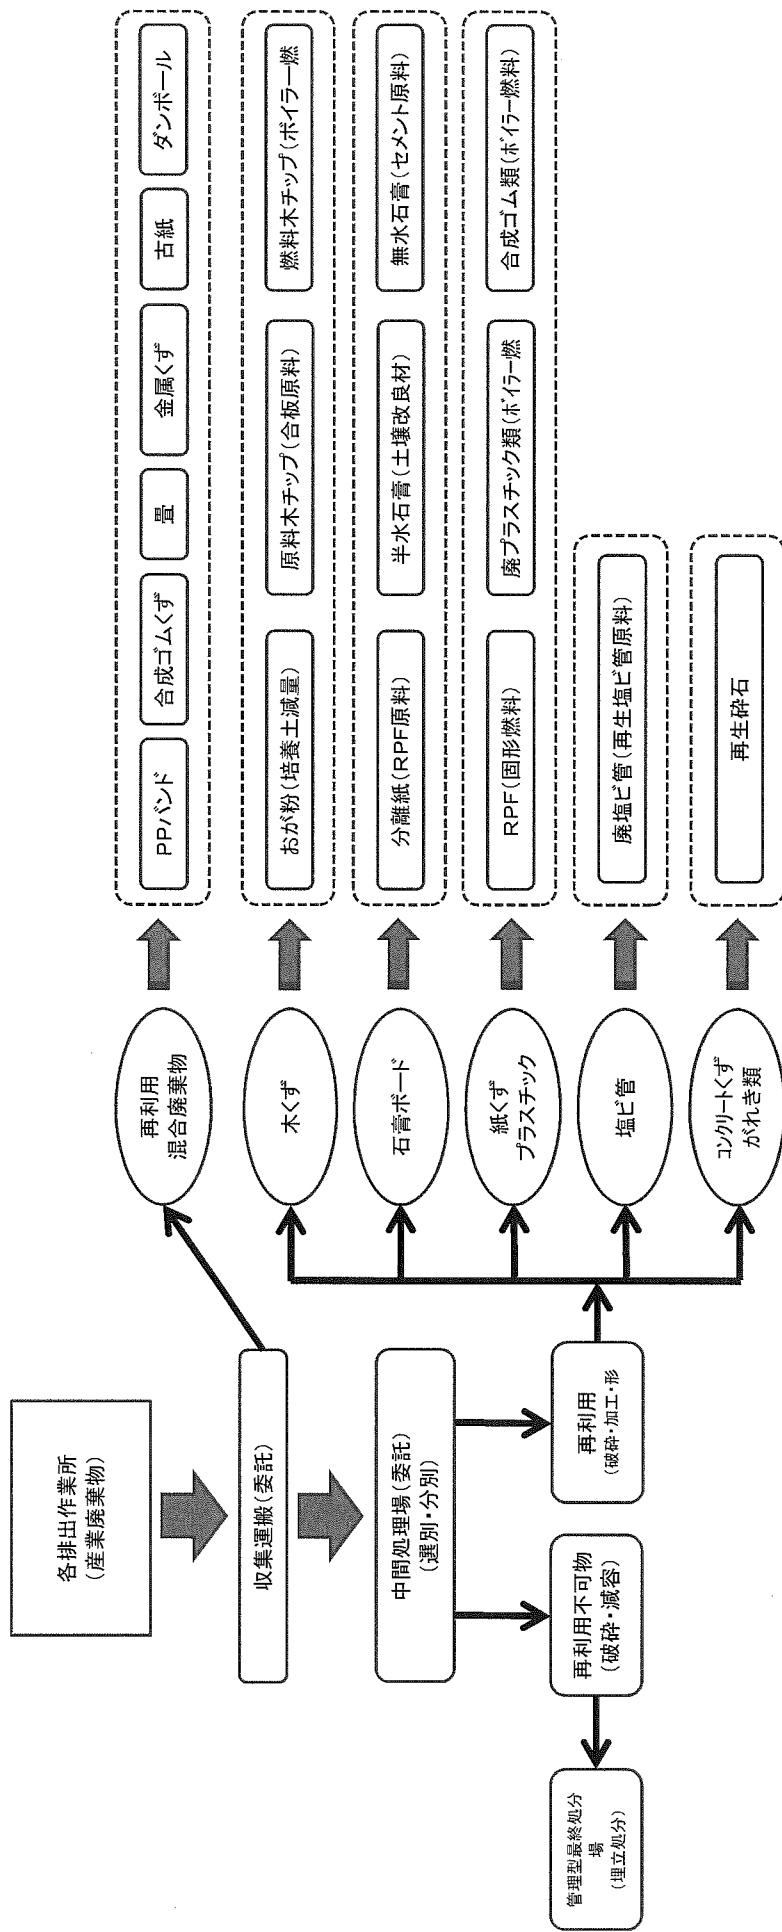 各排出作業所
(産業廃棄物)
収集運搬(委託)
中間処理場(委託)
(選別・分別)
再利用不可物
(破砕・減容)
再利用
(破砕・加工・形
管理型最終処分
場
(埋立処分)
再利用
混合廃棄物
PPバンド
合成ゴムくず
畳
金属くず
古紙
ダンボール
木くず
おが粉(培養土減量)
原料木チップ(合板原料)
燃料木チップ(ボイラー燃
石膏ボード
分離紙(RPF原料)
半水石膏(土壌改良材)
無水石膏(セメント原料)
紙くず
プラスチック
RPF(固形燃料)
廃プラスチック類(ボイラー燃
合成ゴム類(ボイラー燃料)
塩ビ管
廃塩ビ管(再生塩ビ管原料)
コンクリートくず
がれき類
再生砕石